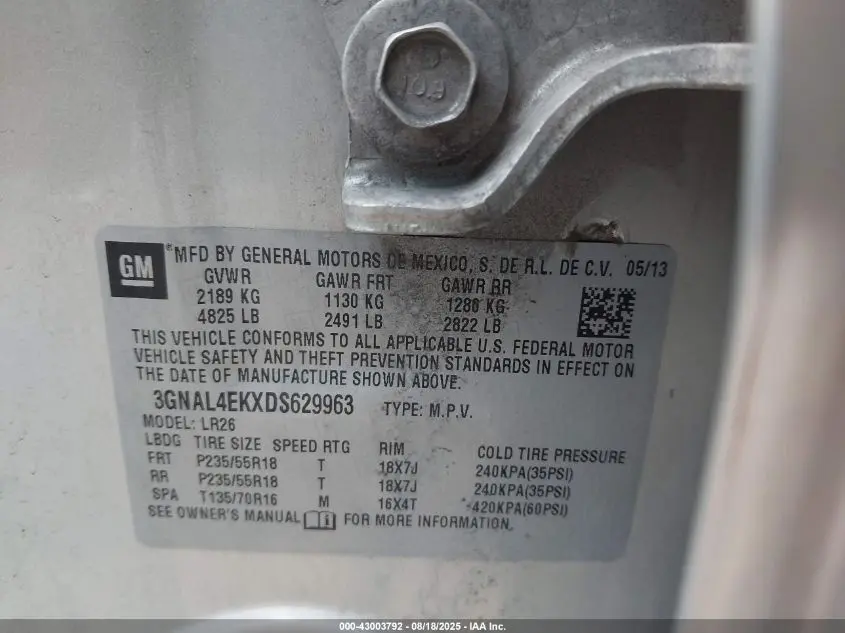 GM
MFD BY GENERAL MOTORS DE MEXICO, S. DE R.L. DE C.V. 05/13
GVWR GAWR FRT GAWR RR
2189 KG 1130 KG 1280 KG
4825 LB 2491 LB 2822 LB
THIS VEHICLE CONFORMS TO ALL APPLICABLE U.S. FEDERAL MOTOR
VEHICLE SAFETY AND THEFT PREVENTION STANDARDS IN EFFECT ON
THE DATE OF MANUFACTURE SHOWN ABOVE.
3GNAL4EKXDS629963 TYPE: M.P.V.
MODEL: LR26
LBDG TIRE SIZE SPEED RTG RIM COLD TIRE PRESSURE
FRT P235/55R18 T 18X7J 240KPA(35PSI)
RR P235/55R18 T 18X7J 240KPA(35PSI)
SPA T135/70R16 M 16X4T 420KPA(60PSI)
SEE OWNER'S MANUAL FOR MORE INFORMATION.
000-43003792 - 08/18/2025 - IAA Inc.